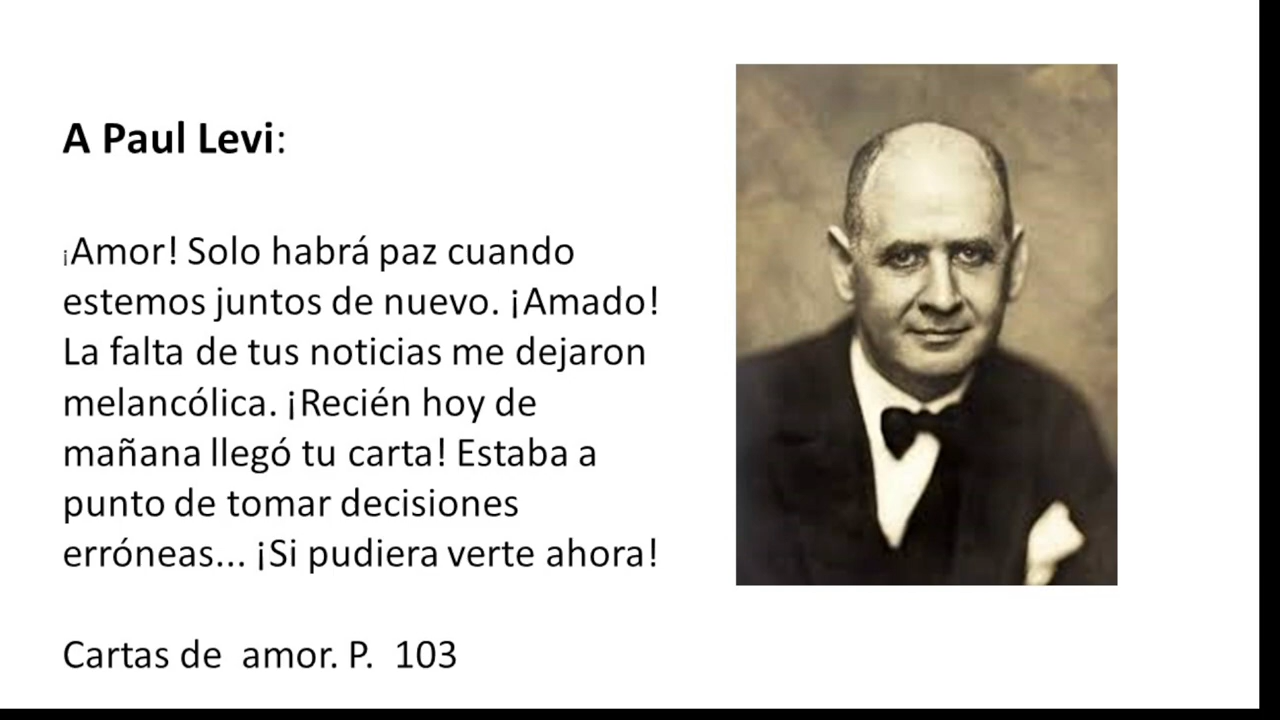 A Paul Levi:
¡Amor! Solo habrá paz cuando
estemos juntos de nuevo. ¡Amado!
La falta de tus noticias me dejaron
melancólica. ¡Recién hoy de
mañana llegó tu carta! Estaba a
punto de tomar decisiones
erróneas... ¡Si pudiera verte ahora!
Cartas de  amor. P.  103